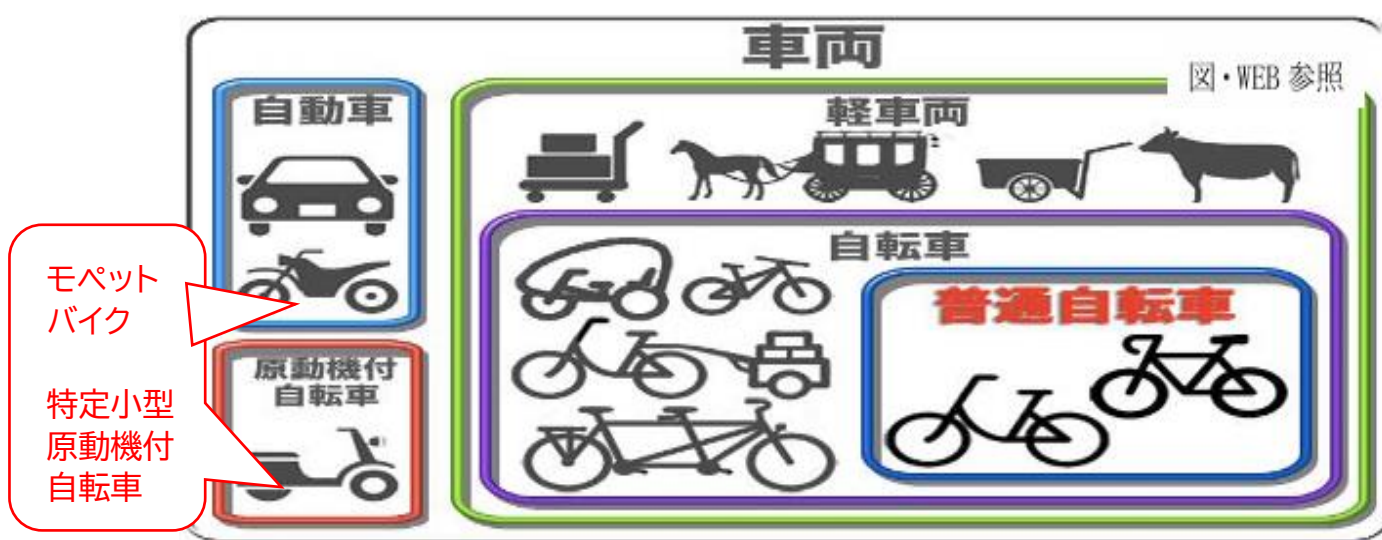 車両
図・WEB 参照
自動車
軽車両
モペット
バイク
特定小型
原動機付
自転車
自転車
普通自転車
原動機付
自転車